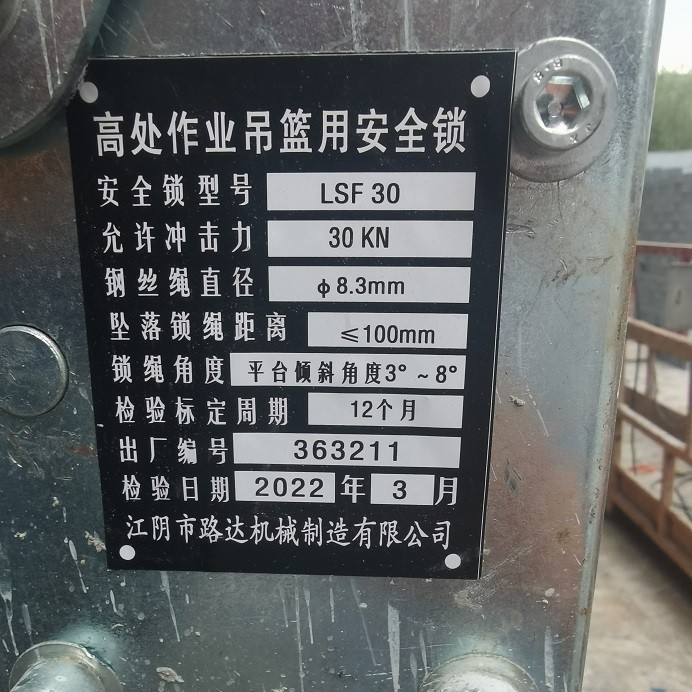 高处作业吊篮用安全锁
安全锁型号 LSF 30
允许冲击力 30 KN
钢丝绳直径 ϕ 8.3mm
坠落锁绳距离 ≤100mm
锁绳角度 平台倾斜角度3° ~ 8°
检验标定周期 12个月
出厂编号 363211
检验日期 2022 年 3 月
江阴市路达机械制造有限公司